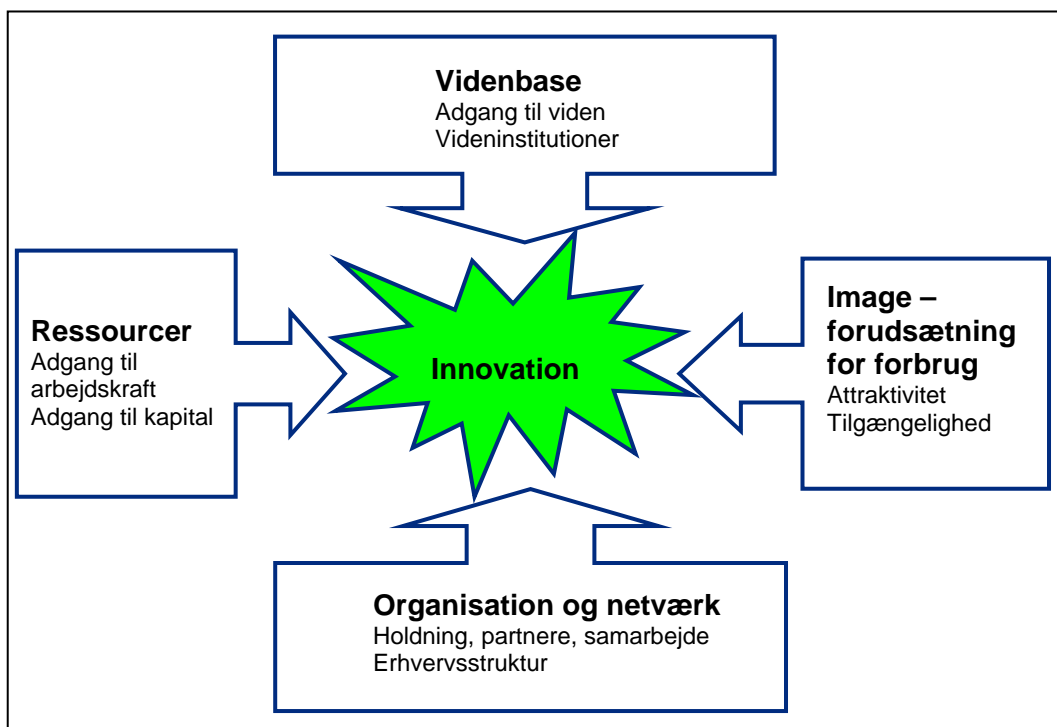 Videnbase
Adgang til viden
Videninstitutioner
Ressourcer
Adgang til
arbejdskraft
Adgang til kapital
Innovation
Image –
forudsætning
for forbrug
Attraktivitet
Tilgængelighed
Organisation og netværk
Holdning, partnere, samarbejde
Erhvervsstruktur